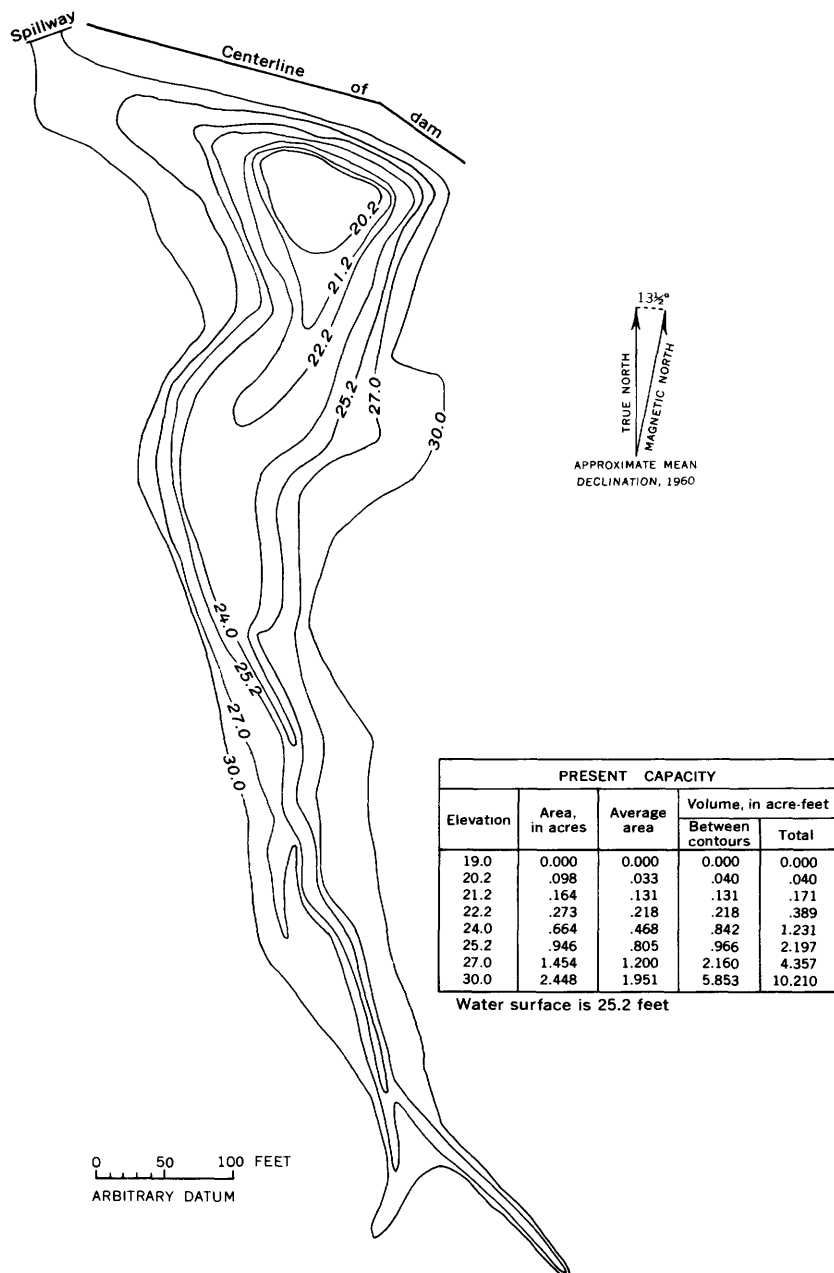 Spillway
Centerline of dam
20.2
21.2
22.2
25.2
27.0
30.0
13½°
TRUE NORTH
MAGNETIC NORTH
APPROXIMATE MEAN
DECLINATION, 1960
24.0
25.2
27.0
30.0
PRESENT CAPACITY
Elevation Area, in acres Average area Volume, in acre-feet
Between contours Total
19.0 0.000 0.000 0.000 0.000
20.2 .098 .033 .040 .040
21.2 .164 .131 .131 .171
22.2 .273 .218 .218 .389
24.0 .664 .468 .842 1.231
25.2 .946 .805 .966 2.197
27.0 1.454 1.200 2.160 4.357
30.0 2.448 1.951 5.853 10.210
Water surface is 25.2 feet
0 50 100 FEET
ARBITRARY DATUM